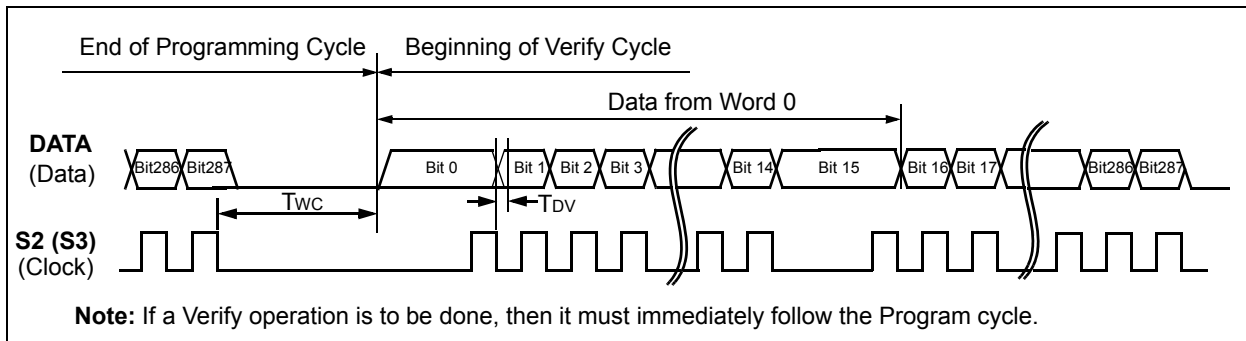 End of Programming Cycle Beginning of Verify Cycle
Data from Word 0
DATA
(Data)
Bit286 Bit287 Bit 0 Bit 1 Bit 2 Bit 3 Bit 14 Bit 15 Bit 16 Bit 17 Bit286 Bit287
TWC TDV
S2 (S3)
(Clock)
Note: If a Verify operation is to be done, then it must immediately follow the Program cycle.